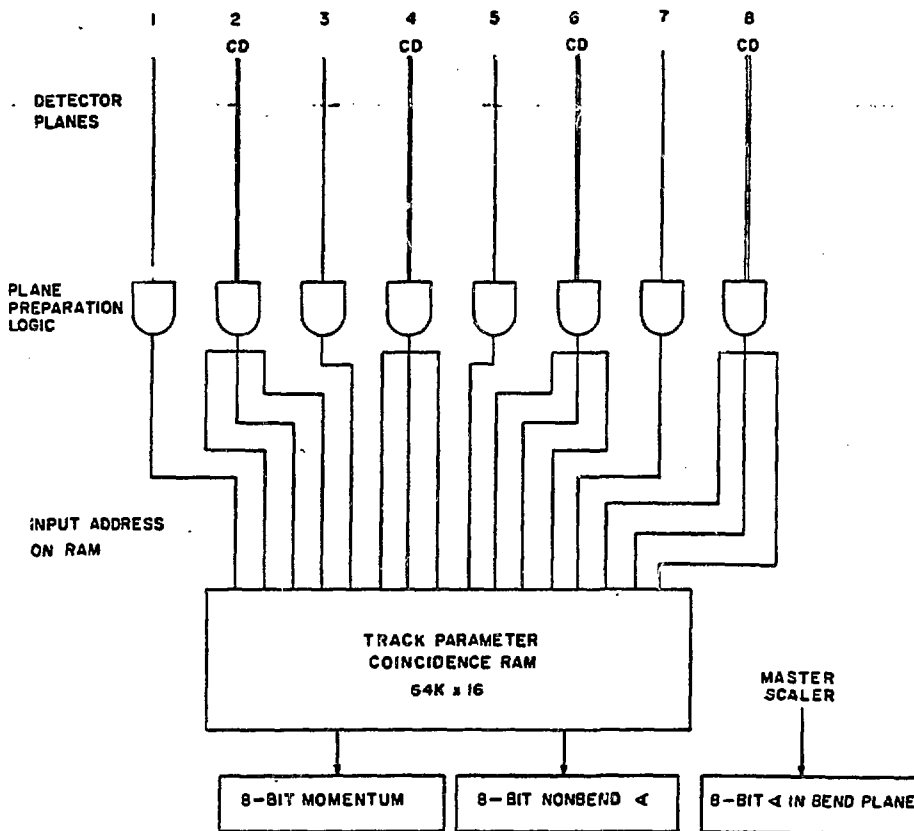 1 2 3 4 5 6 7 8
CD CD CD CD
DETECTOR
PLANES
PLANE
PREPARATION
LOGIC
INPUT ADDRESS
ON RAM
TRACK PARAMETER
COINCIDENCE RAM
64K x 16
MASTER
SCALER
8-BIT MOMENTUM
8-BIT NONBEND ∢
8-BIT ∢ IN BEND PLANE